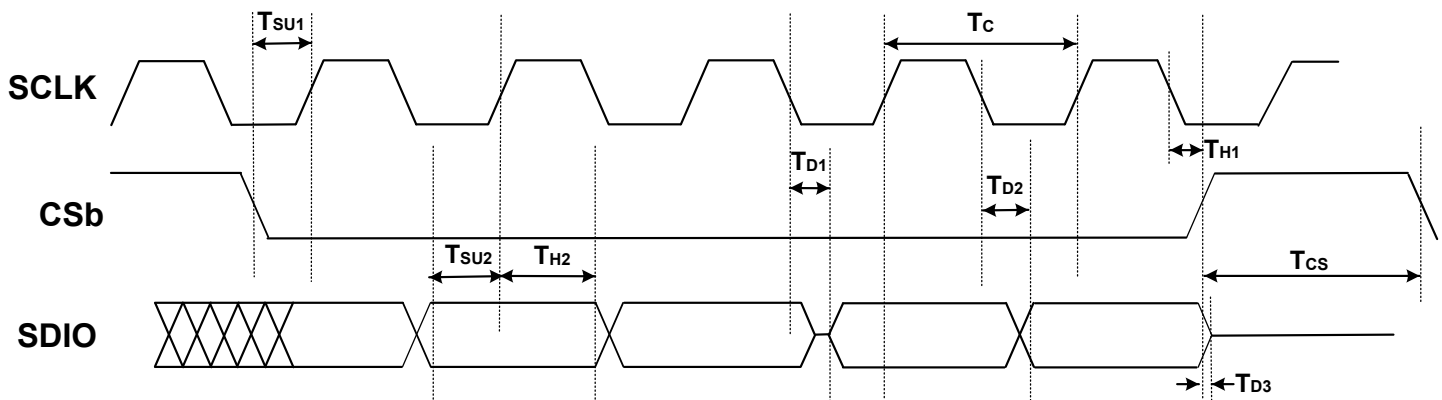 TSU1
TC
SCLK
TH1
TD1
TD2
CSb
TSU2
TH2
TCS
SDIO
TD3